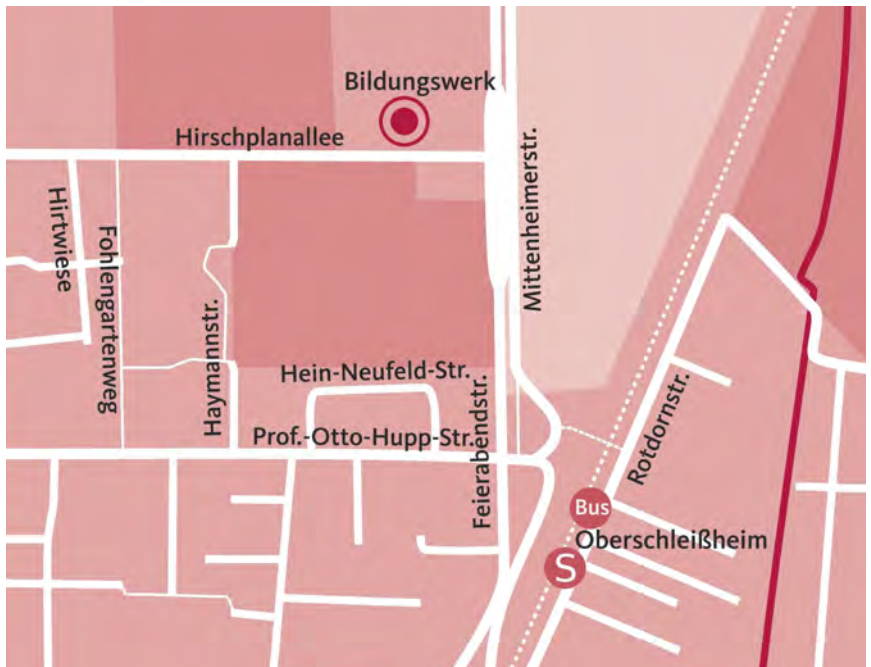 Bildungswerk
Hirschplanallee
Mittenheimerstr.
Hirtwiese
Fohlengartenweg
Haymannstr.
Hein-Neufeld-Str.
Prof.-Otto-Hupp-Str.
Feierabendstr.
Rotdornstr.
Bus
Oberschleißheim
S